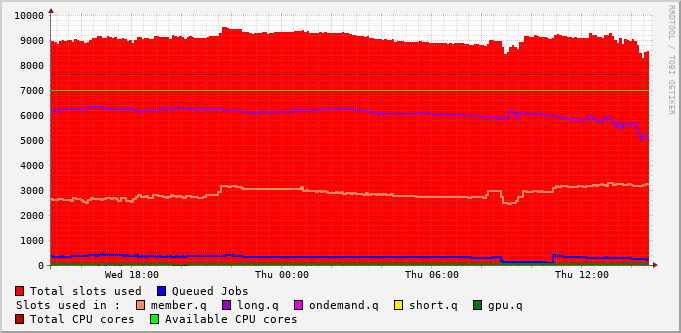 10000
9000
8000
7000
6000
5000
4000
3000
2000
1000
0
Wed 18:00 Thu 00:00 Thu 06:00 Thu 12:00
RRDTOOL / TOBI OETIKER
Total slots used Queued Jobs
Slots used in : member.q long.q ondemand.q short.q gpu.q
Total CPU cores Available CPU cores